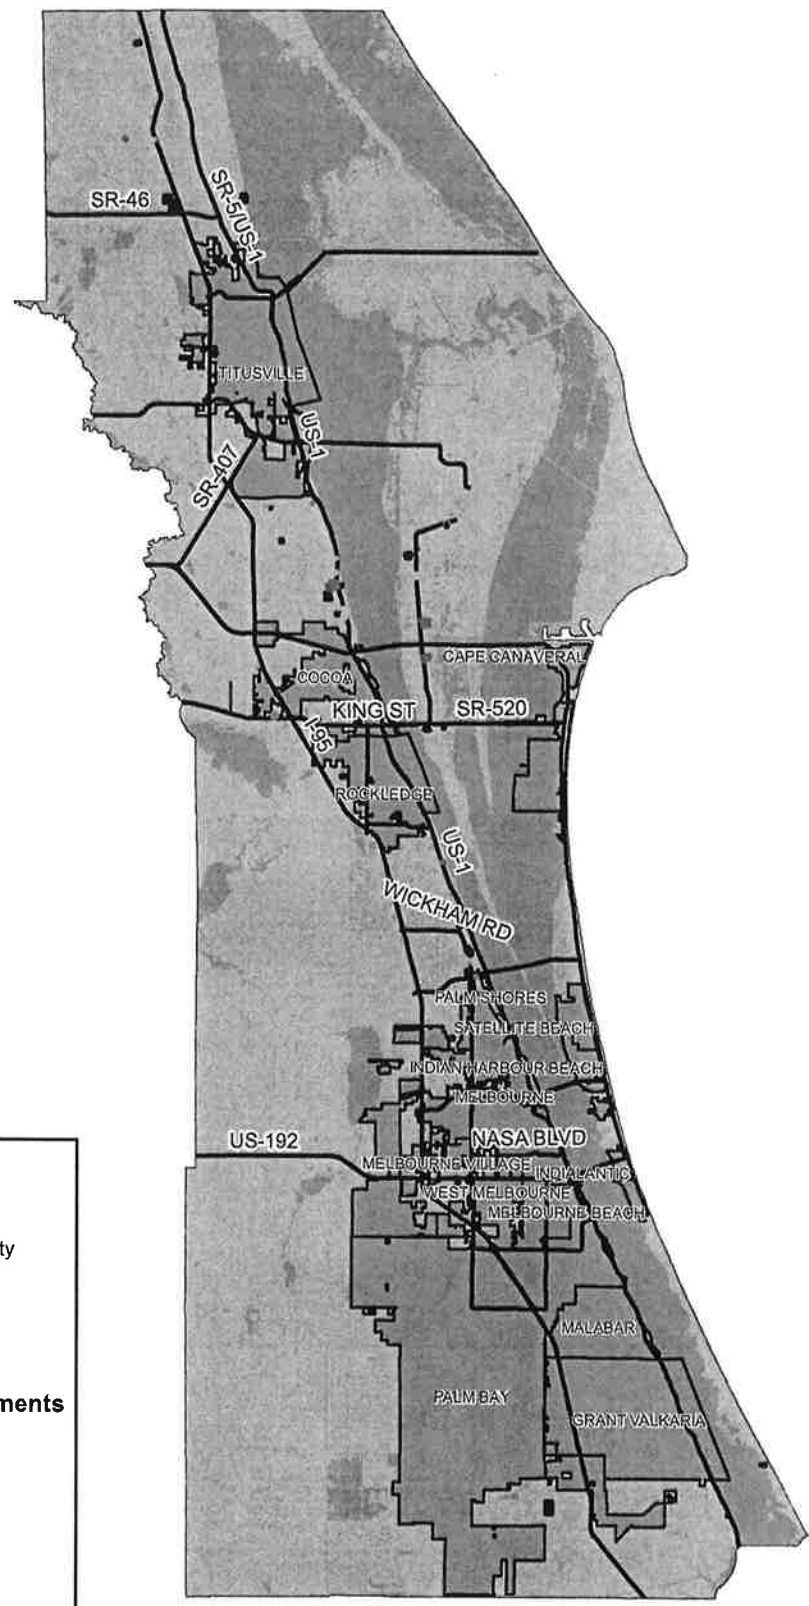 SR-46
SR-5/US-1
TITUSVILLE
US-1
SR-407
CAPE CANAVERAL
COCOA
KING ST
SR-520
I-95
ROCKLEDGE
US-1
WICKHAM RD
PALM SHORES
SATELLITE BEACH
INDIAN HARBOUR BEACH
MELBOURNE
US-192
NASA BLVD
MELBOURNE VILLAGE
INDIALANTIC
WEST MELBOURNE
MELBOURNE BEACH
ty
MALABAR
ments
PALM BAY
GRANT VALKARIA